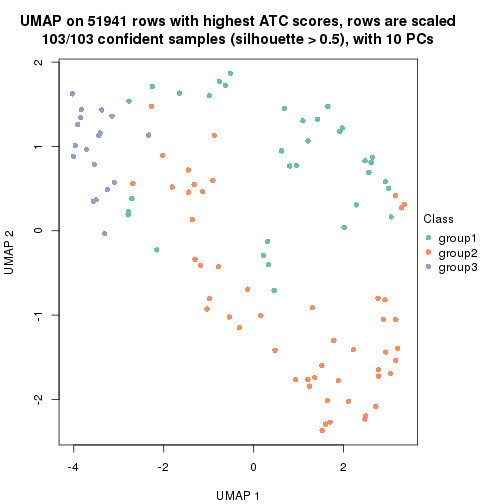 UMAP on 51941 rows with highest ATC scores, rows are scaled
103/103 confident samples (silhouette > 0.5), with 10 PCs
2
1
0
-1
-2
UMAP 2
-4
-2
0
2
UMAP 1
Class
group1
group2
group3